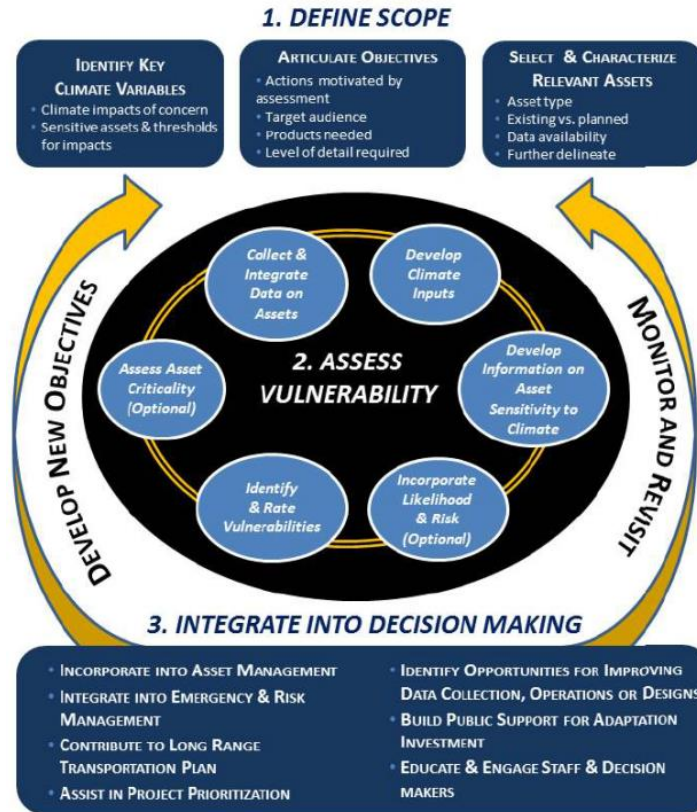 1. DEFINE SCOPE
IDENTIFY KEY
CLIMATE VARIABLES
• Climate impacts of concern
• Sensitive assets & thresholds
for impacts
ARTICULATE OBJECTIVES
• Actions motivated by
assessment
• Target audience
• Products needed
• Level of detail required
SELECT & CHARACTERIZE
RELEVANT ASSETS
• Asset type
• Existing vs. planned
• Data availability
• Further delineate
DEVELOP NEW OBJECTIVES
Collect &
Integrate
Data on
Assets
Develop
Climate
Inputs
Assess Asset
Criticality
(Optional)
2. ASSESS
VULNERABILITY
Develop
Information on
Asset
Sensitivity to
Climate
Identify
& Rate
Vulnerabilities
Incorporate
Likelihood
& Risk
(Optional)
MONITOR AND REVISIT
3. INTEGRATE INTO DECISION MAKING
• INCORPORATE INTO ASSET MANAGEMENT
• INTEGRATE INTO EMERGENCY & RISK
MANAGEMENT
• CONTRIBUTE TO LONG RANGE
TRANSPORTATION PLAN
• ASSIST IN PROJECT PRIORITIZATION
• IDENTIFY OPPORTUNITIES FOR IMPROVING
DATA COLLECTION, OPERATIONS OR DESIGNS
• BUILD PUBLIC SUPPORT FOR ADAPTATION
INVESTMENT
• EDUCATE & ENGAGE STAFF & DECISION
MAKERS